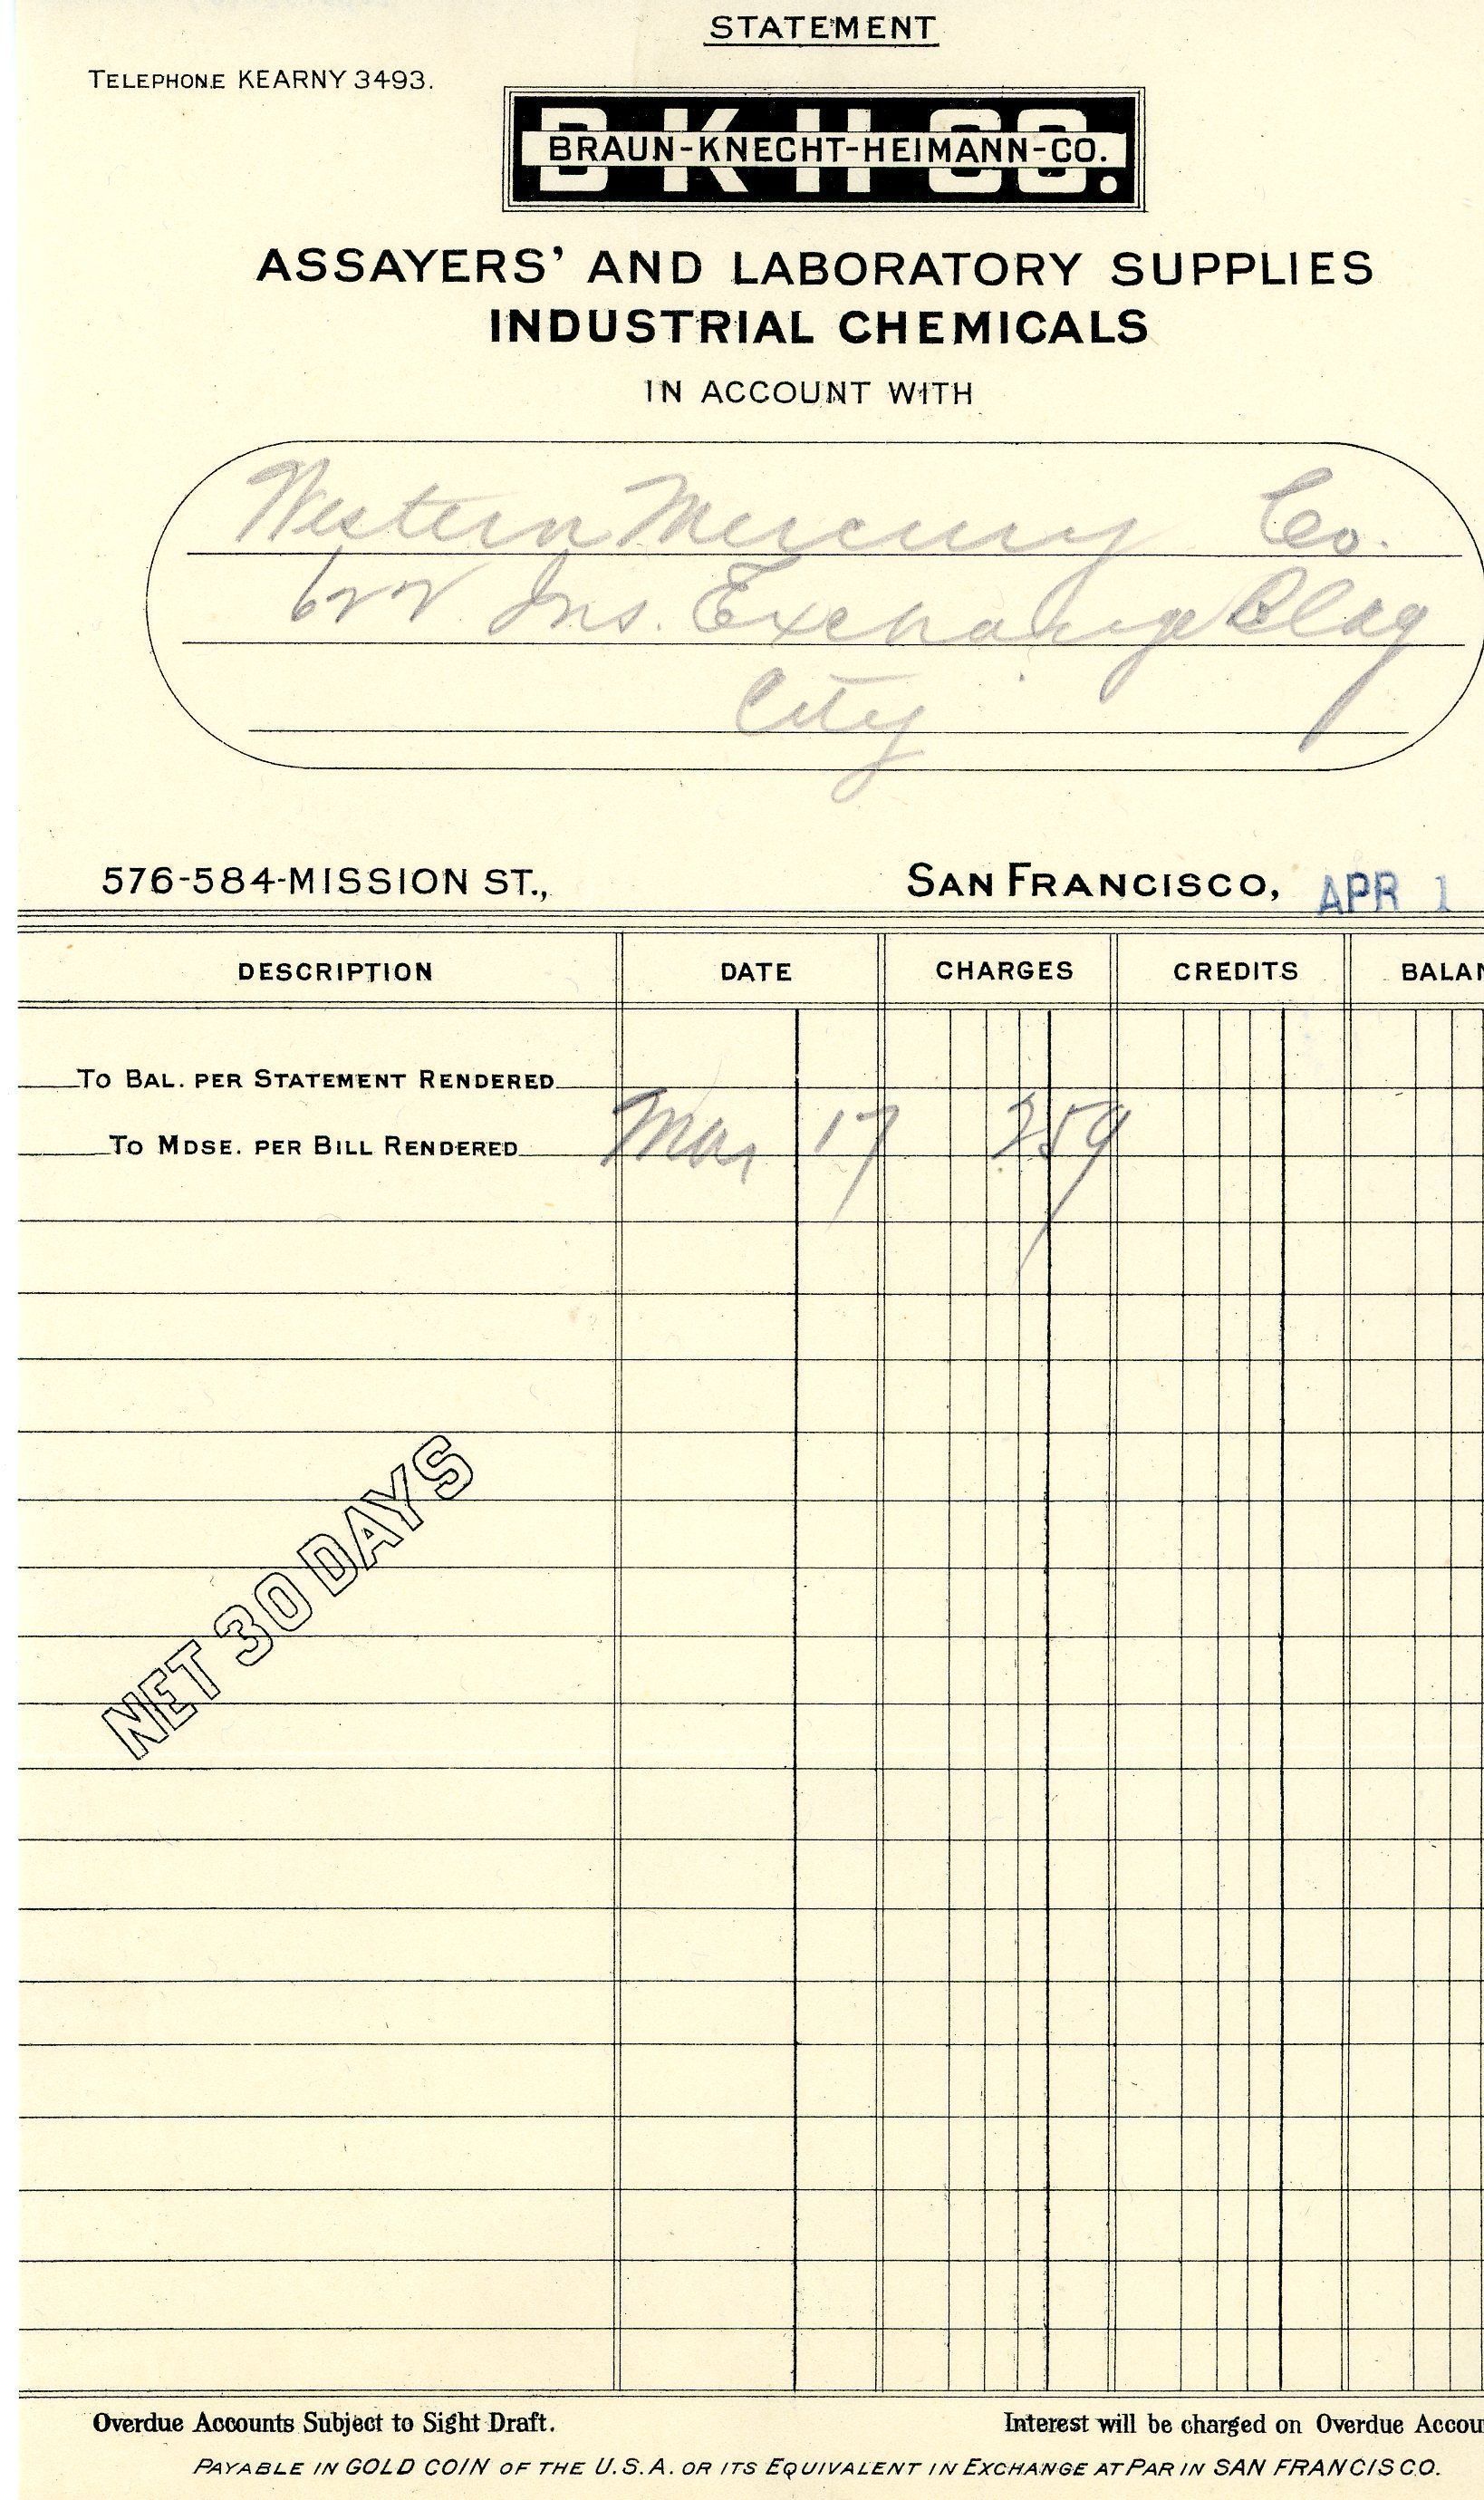 STATEMENT
TELEPHONE KEARNY 3493.
B K H CO.
BRAUN-KNECHT-HEIMANN-CO.
ASSAYERS' AND LABORATORY SUPPLIES
INDUSTRIAL CHEMICALS
IN ACCOUNT WITH
Western Mercury Co.
622 Ins. Exchange Bldg
City
576-584-MISSION ST., SAN FRANCISCO, APR 1
DESCRIPTION DATE CHARGES CREDITS BALAN
TO BAL. PER STATEMENT RENDERED
TO MDSE. PER BILL RENDERED Mar 17 259
NET 30 DAYS
Overdue Accounts Subject to Sight Draft. Interest will be charged on Overdue Accou
PAYABLE IN GOLD COIN OF THE U.S.A. OR ITS EQUIVALENT IN EXCHANGE AT PAR IN SAN FRANCISCO.